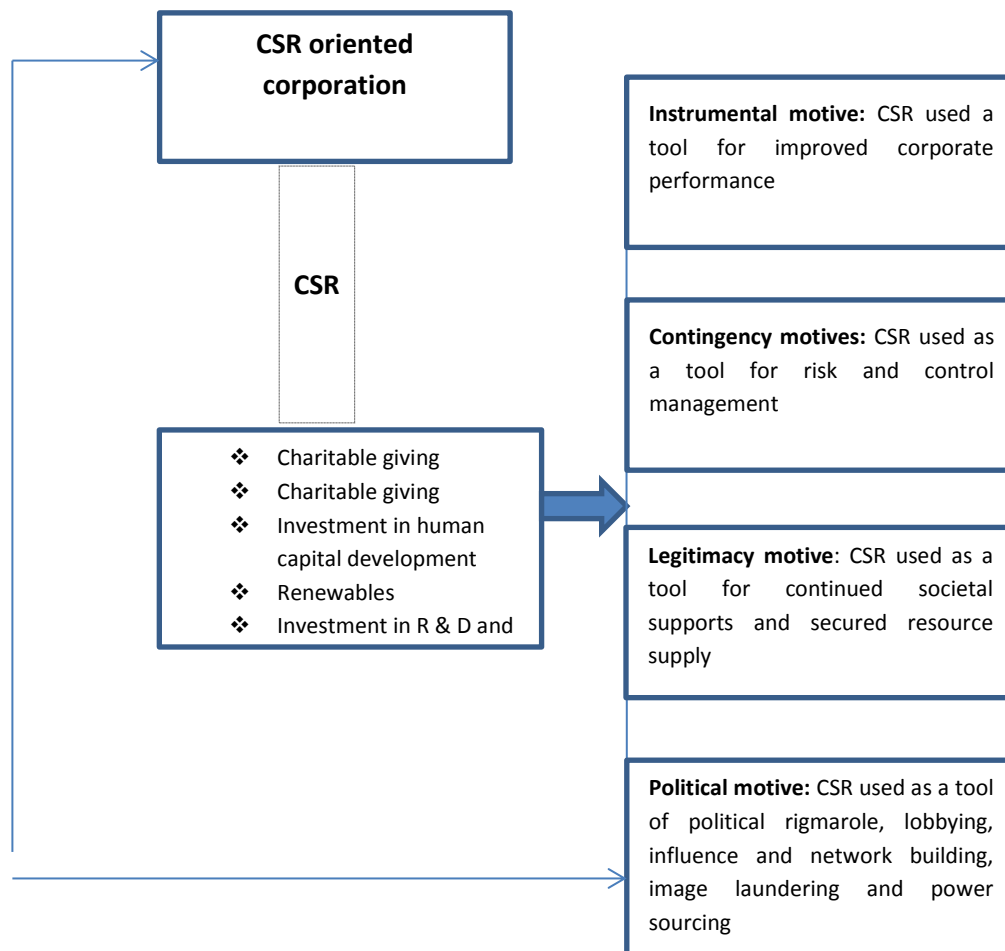 CSR oriented
corporation
CSR
❖ Charitable giving
❖ Charitable giving
❖ Investment in human
capital development
❖ Renewables
❖ Investment in R & D and
Instrumental motive: CSR used a
tool for improved corporate
performance
Contingency motives: CSR used as
a tool for risk and control
management
Legitimacy motive: CSR used as a
tool for continued societal
supports and secured resource
supply
Political motive: CSR used as a tool
of political rigmarole, lobbying,
influence and network building,
image laundering and power
sourcing